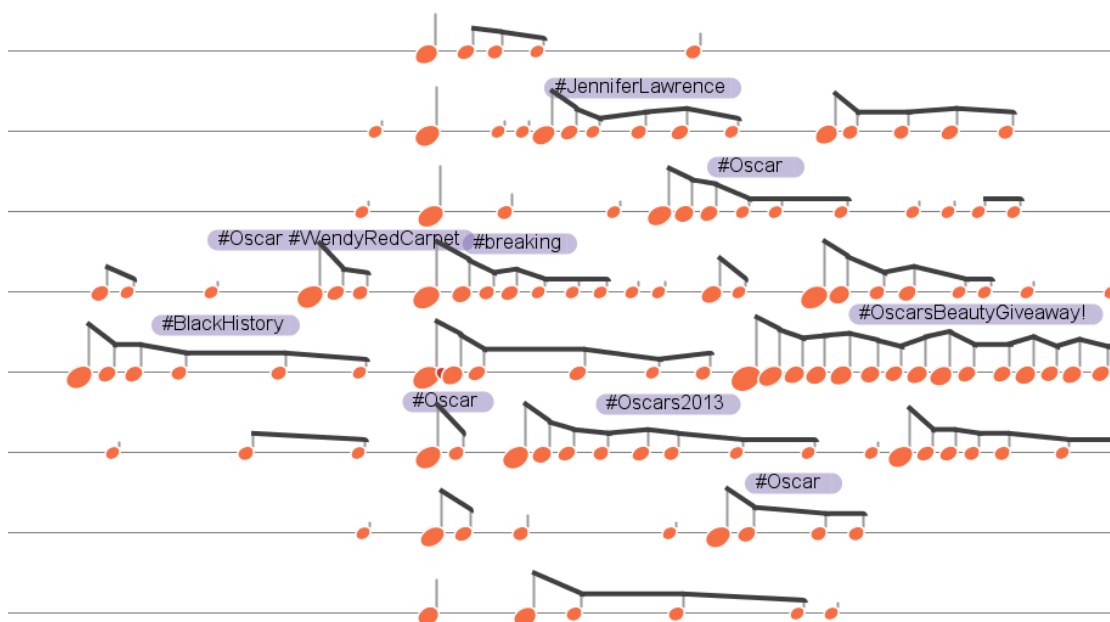 #JenniferLawrence
#Oscar
#Oscar #WendyRedCarpet
#breaking
#BlackHistory
#OscarsBeautyGiveaway!
#Oscar
#Oscars2013
#Oscar